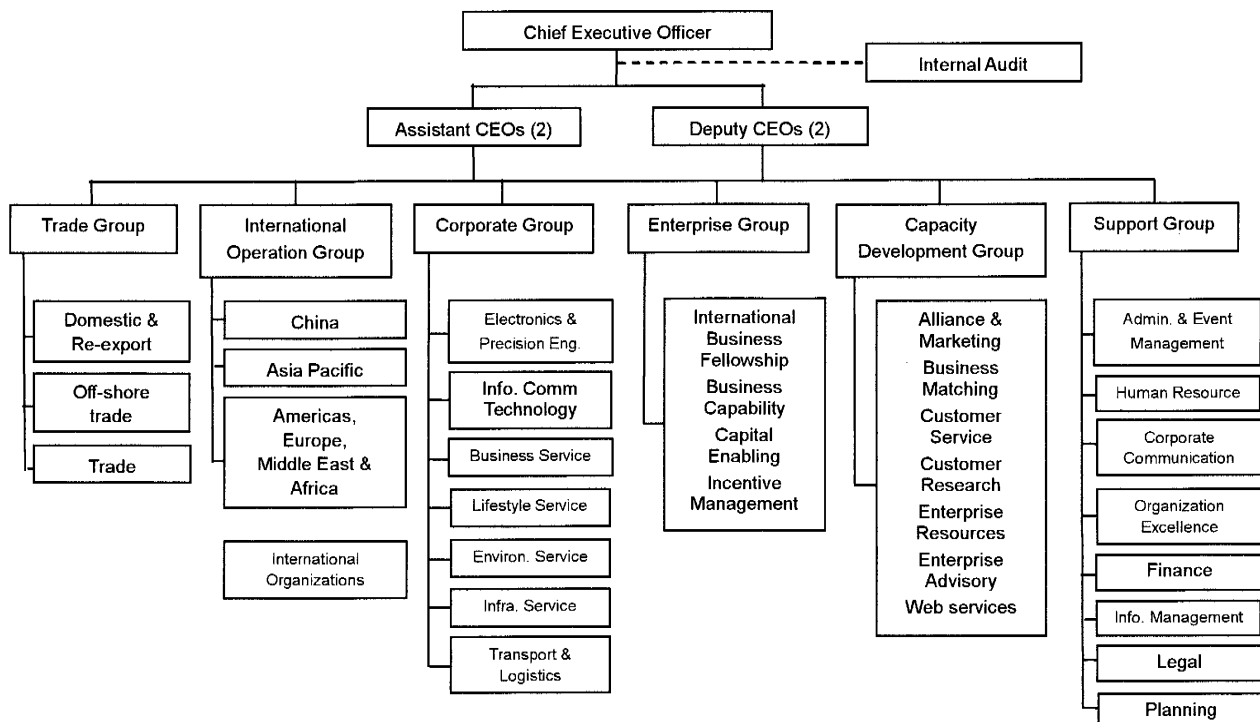 Chief Executive Officer
Internal Audit
Assistant CEOs (2)
Deputy CEOs (2)
Trade Group
Domestic &
Re-export
Off-shore
trade
Trade
International
Operation Group
China
Asia Pacific
Americas,
Europe,
Middle East &
Africa
International
Organizations
Corporate Group
Electronics &
Precision Eng.
Info. Comm
Technology
Business Service
Lifestyle Service
Environ. Service
Infra. Service
Transport &
Logistics
Enterprise Group
International
Business
Fellowship
Business
Capability
Capital
Enabling
Incentive
Management
Capacity
Development Group
Alliance &
Marketing
Business
Matching
Customer
Service
Customer
Research
Enterprise
Resources
Enterprise
Advisory
Web services
Support Group
Admin. & Event
Management
Human Resource
Corporate
Communication
Organization
Excellence
Finance
Info. Management
Legal
Planning